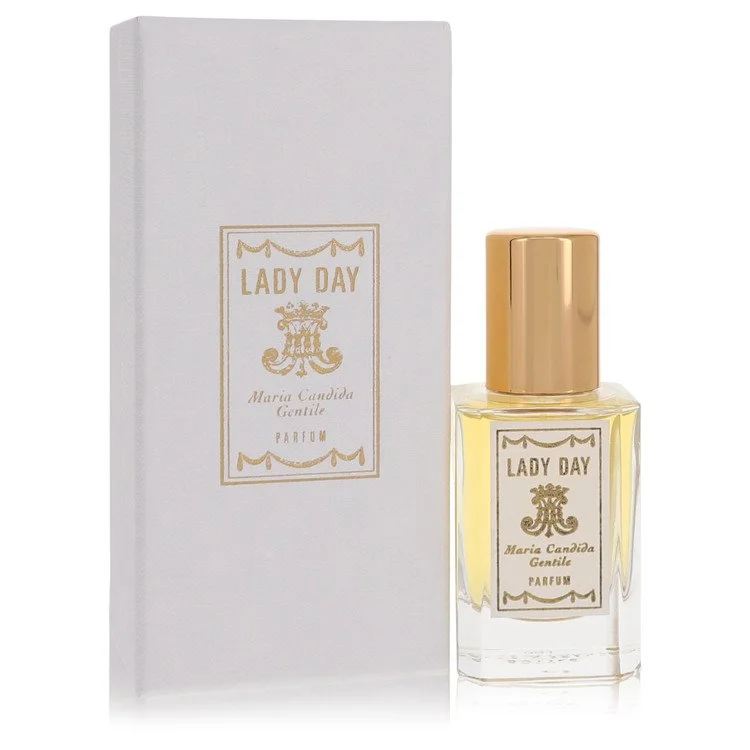 LADY DAY
Maria Candida
Gentile
PARFUM
LADY DAY
Maria Candida
Gentile
PARFUM